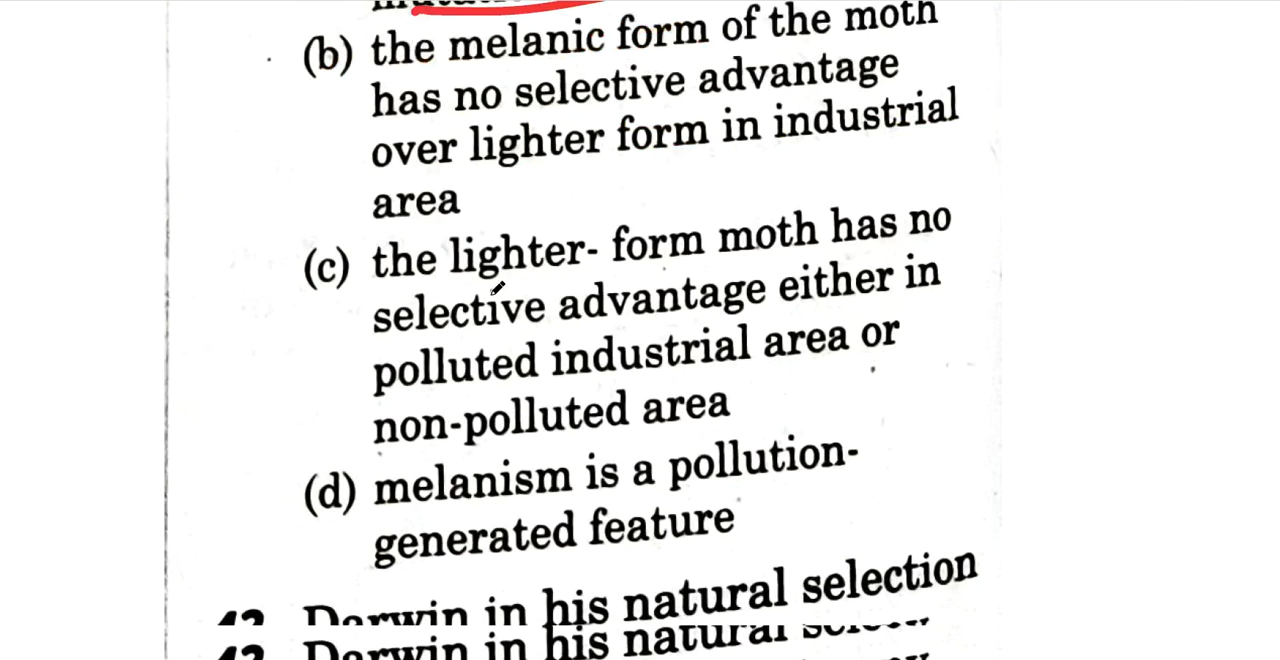 (b) the melanic form of the moth
has no selective advantage
over lighter form in industrial
area
(c) the lighter- form moth has no
selective advantage either in
polluted industrial area or
non-polluted area
(d) melanism is a pollution-
generated feature
Darwin in his natural selection
Darwin in his natural